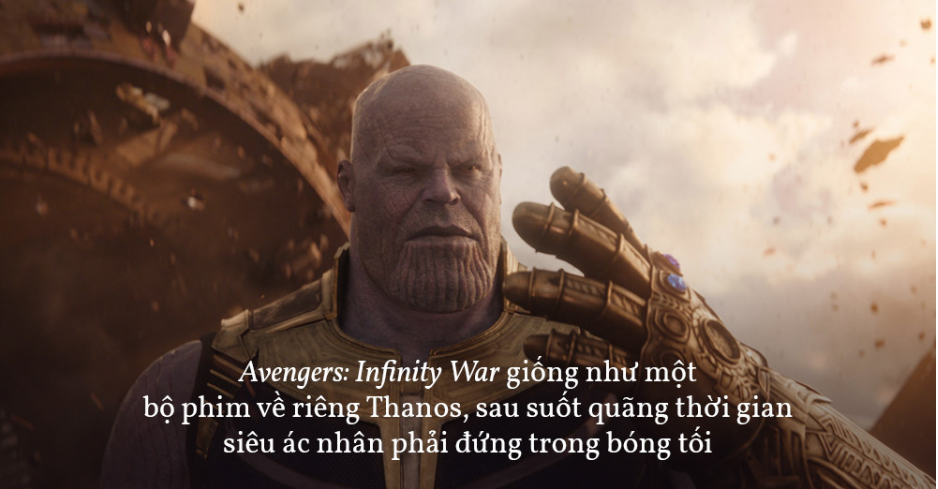 Avengers: Infinity War giống như một
bộ phim về riêng Thanos, sau suốt quãng thời gian
siêu ác nhân phải đứng trong bóng tối